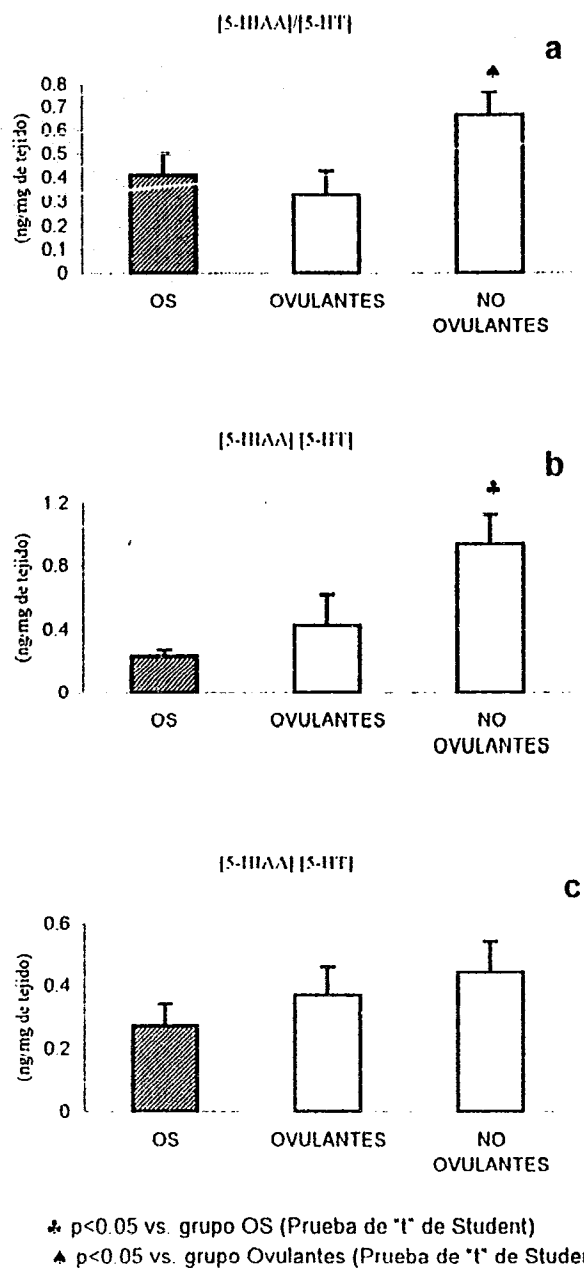 [5-HIAA]/[5-HT]
a
(ng/mg de tejido)
0.8
0.7
0.6
0.5
0.4
0.3
0.2
0.1
0
♠
OS
OVULANTES
NO
OVULANTES
[5-HIAA] [5-HT]
b
(ng/mg de tejido)
1.2
0.8
0.4
0
♣
OS
OVULANTES
NO
OVULANTES
[5-HIAA] [5-HT]
c
(ng/mg de tejido)
0.6
0.4
0.2
0
OS
OVULANTES
NO
OVULANTES
♣ p<0.05 vs. grupo OS (Prueba de "t" de Student)
♠ p<0.05 vs. grupo Ovulantes (Prueba de "t" de Studen